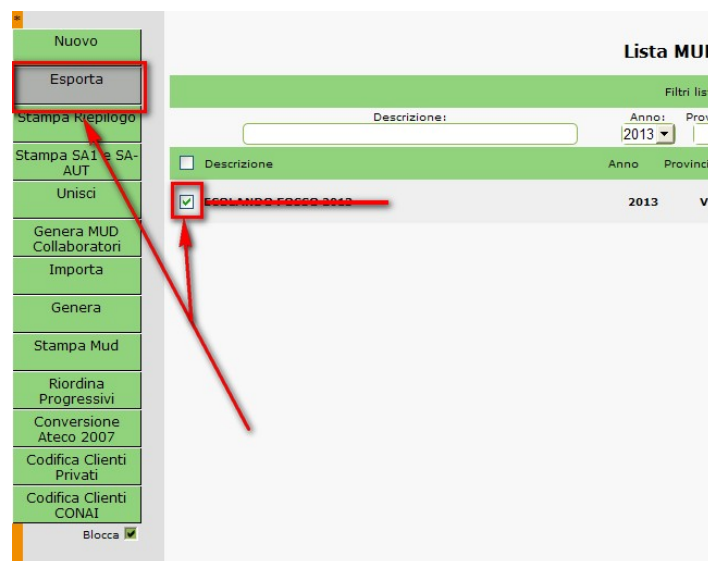 *
Nuovo
Esporta
Stampa Riepilogo
Stampa SA1 e SA-
AUT
Unisci
Genera MUD
Collaboratori
Importa
Genera
Stampa Mud
Riordina
Progressivi
Conversione
Ateco 2007
Codifica Clienti
Privati
Codifica Clienti
CONAI
Blocca
Lista MUD
Filtri lis
Descrizione: Anno: Prov
2013
Descrizione Anno Provinci
2013 V